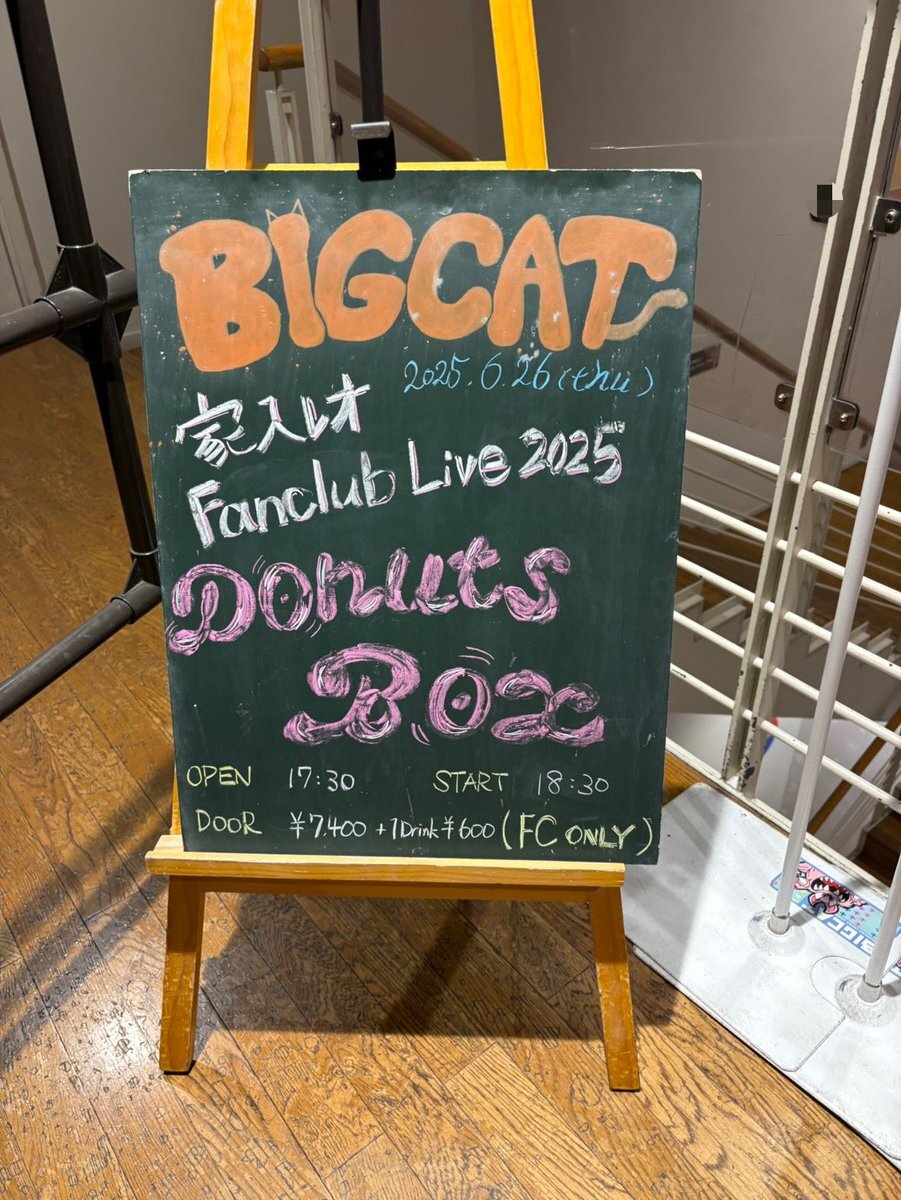 BIGCAT
2025.6.26(thu)
家入レオ
Fanclub Live 2025
Donuts
Box
OPEN 17:30 START 18:30
DOOR ¥7.400 +1Drink¥600 (FC ONLY)